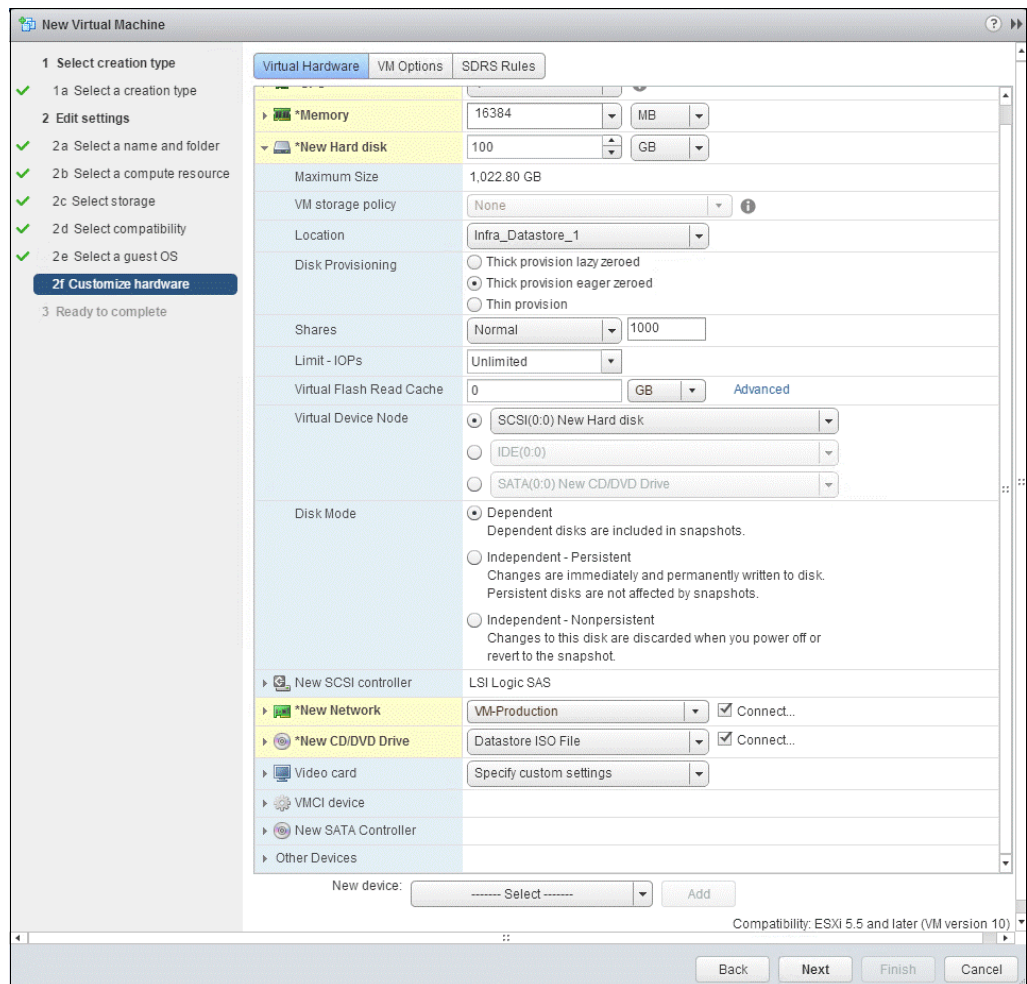 New Virtual Machine
1 Select creation type
1a Select a creation type
2 Edit settings
2a Select a name and folder
2b Select a compute resource
2c Select storage
2d Select compatibility
2e Select a guest OS
2f Customize hardware
3 Ready to complete
Virtual Hardware VM Options SDRS Rules
*Memory 16384 MB
*New Hard disk 100 GB
Maximum Size 1,022.80 GB
VM storage policy None
Location Infra_Datastore_1
Disk Provisioning Thick provision lazy zeroed
Thick provision eager zeroed
Thin provision
Shares Normal 1000
Limit - IOPs Unlimited
Virtual Flash Read Cache 0 GB Advanced
Virtual Device Node SCSI(0:0) New Hard disk
IDE(0:0)
SATA(0:0) New CD/DVD Drive
Disk Mode Dependent
Dependent disks are included in snapshots.
Independent - Persistent
Changes are immediately and permanently written to disk.
Persistent disks are not affected by snapshots.
Independent - Nonpersistent
Changes to this disk are discarded when you power off or
revert to the snapshot.
New SCSI controller LSI Logic SAS
*New Network VM-Production Connect...
*New CD/DVD Drive Datastore ISO File Connect...
Video card Specify custom settings
VMCI device
New SATA Controller
Other Devices
New device: ------- Select ------- Add
Compatibility: ESXi 5.5 and later (VM version 10)
Back Next Finish Cancel